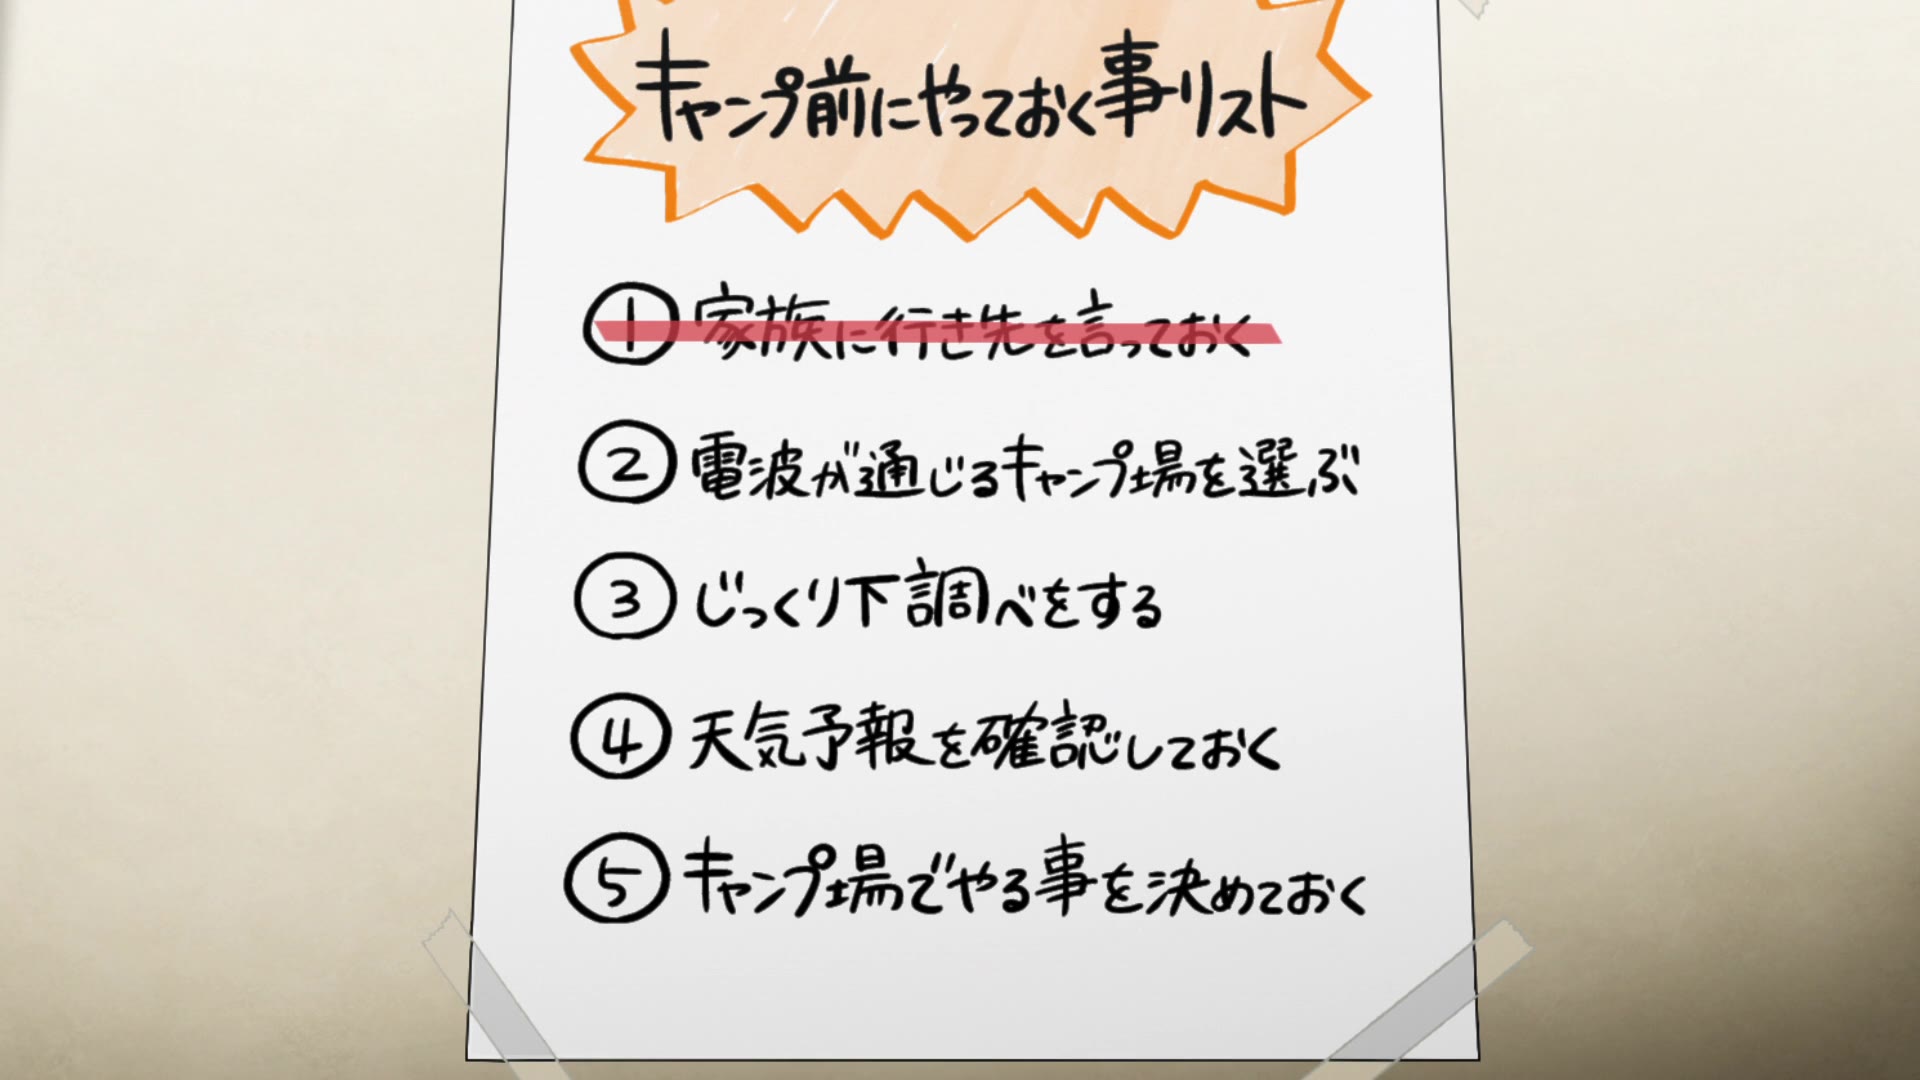 キャンプ前にやっておく事リスト
① 家族に行き先を言っておく
② 電波が通じるキャンプ場を選ぶ
③ じっくり下調べをする
④ 天気予報を確認しておく
⑤ キャンプ場でやる事を決めておく